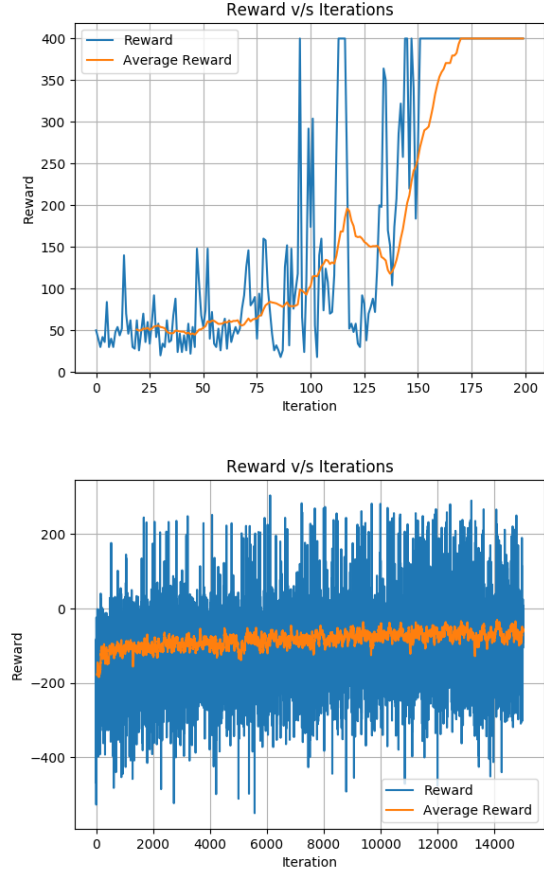 Reward v/s Iterations
400
350
300
250
200
150
100
50
0
Reward
Reward
Average Reward
0 25 50 75 100 125 150 175 200
Iteration
Reward v/s Iterations
200
0
−200
−400
Reward
Reward
Average Reward
0 2000 4000 6000 8000 10000 12000 14000
Iteration